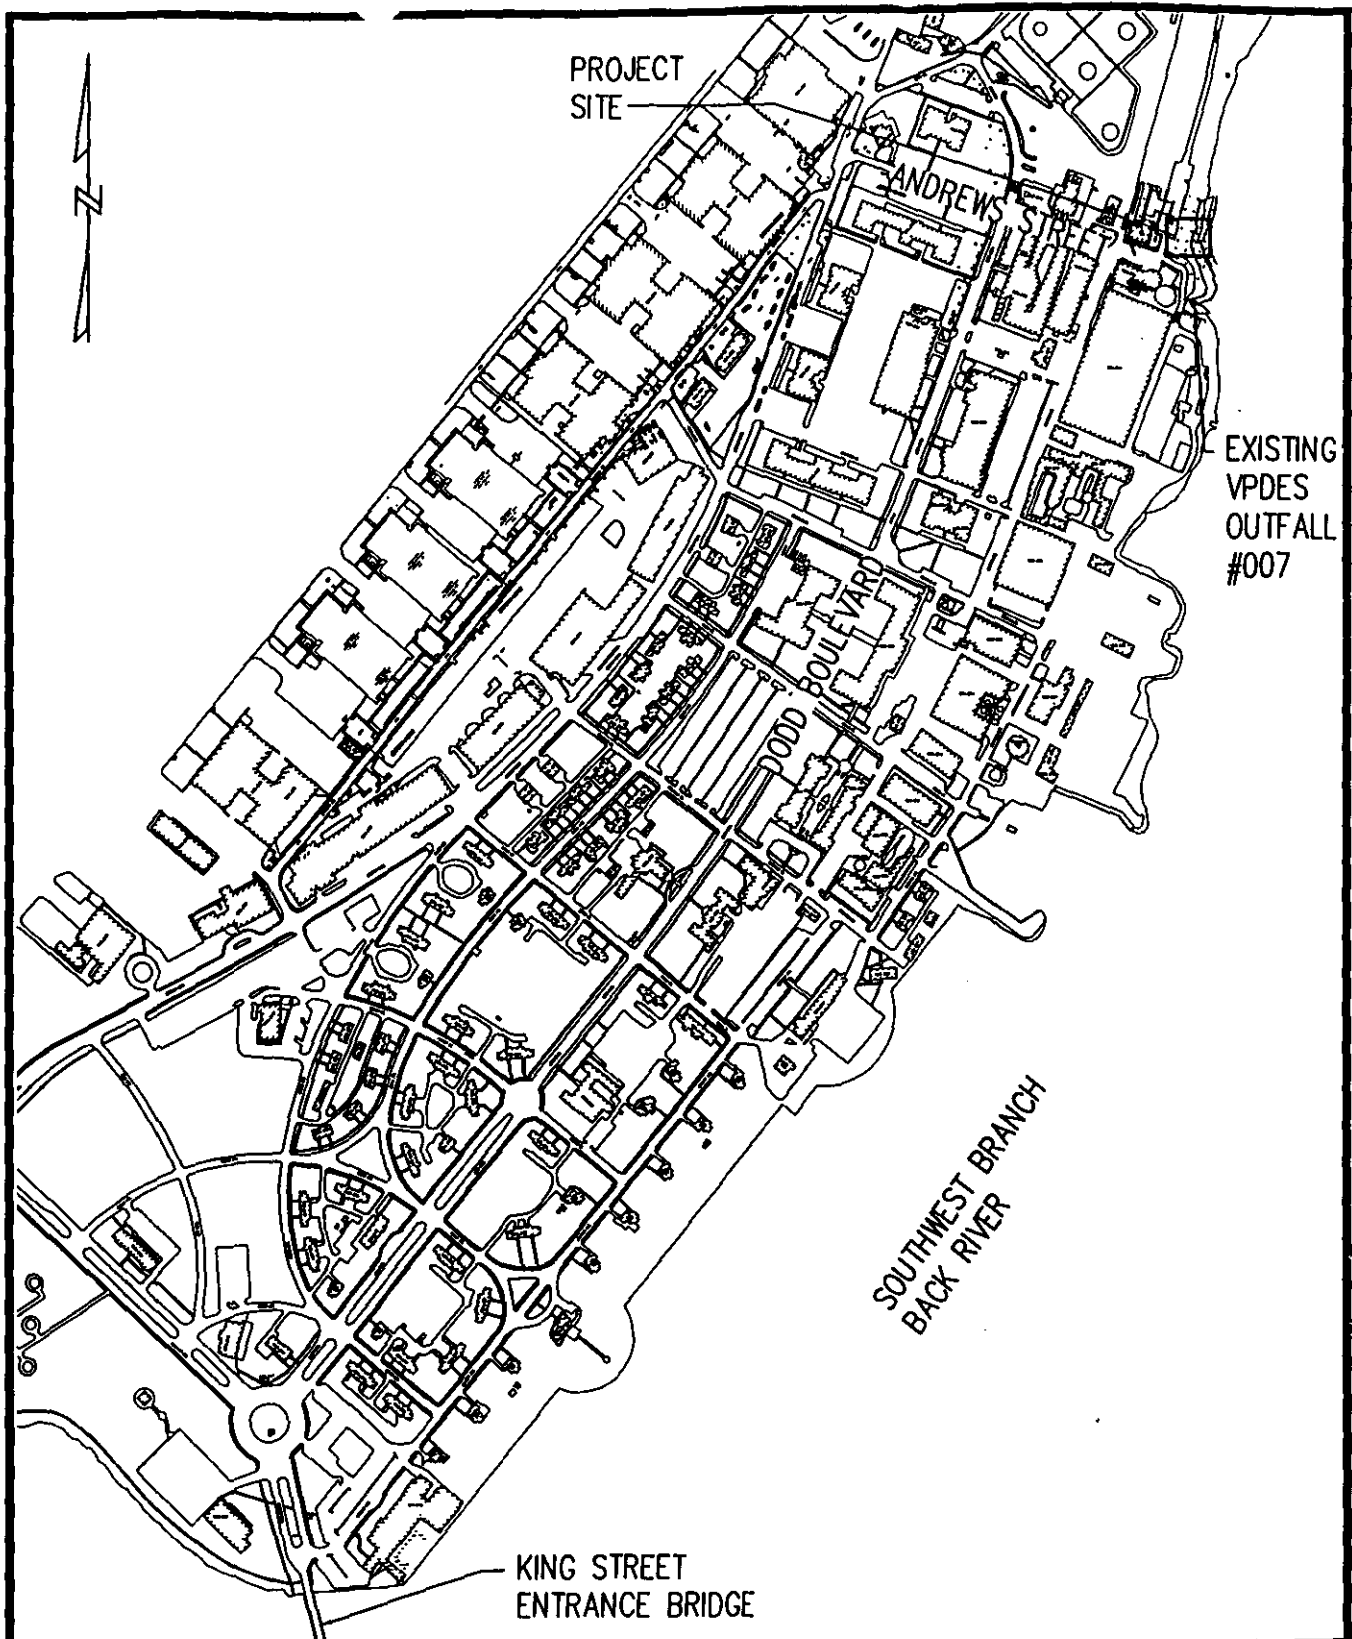 PROJECT
SITE
N
ANDREWS STREET
EXISTING
VPDES
OUTFALL
#007
DODD BOULEVARD
SOUTHWEST BRANCH
BACK RIVER
KING STREET
ENTRANCE BRIDGE